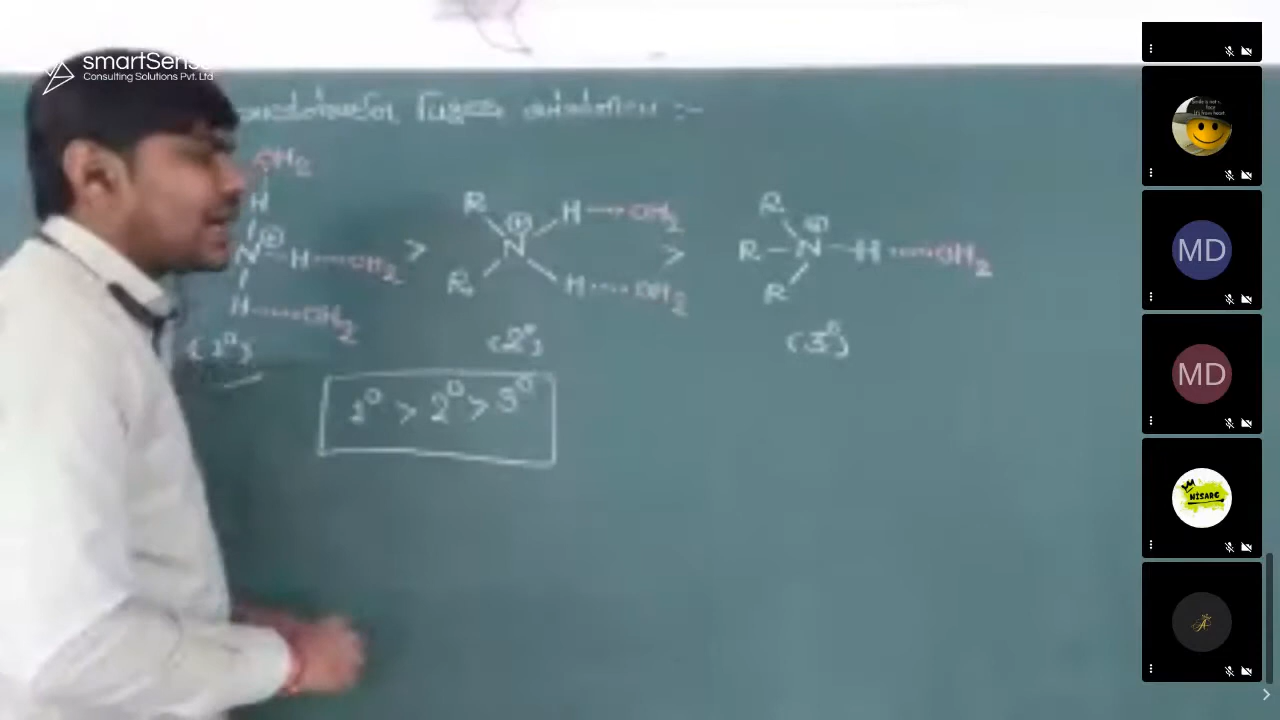 smartSense
Consulting Solutions Pvt. Ltd
:-
OH2
H
N ⊕ H OH2 >
H OH2
(1°)
R ⊕ H OH2
N >
R H OH2
(2°)
R ⊕
R - N - H OH2
R
(3°)
1° > 2° > 3°
MD
MD
NISARG